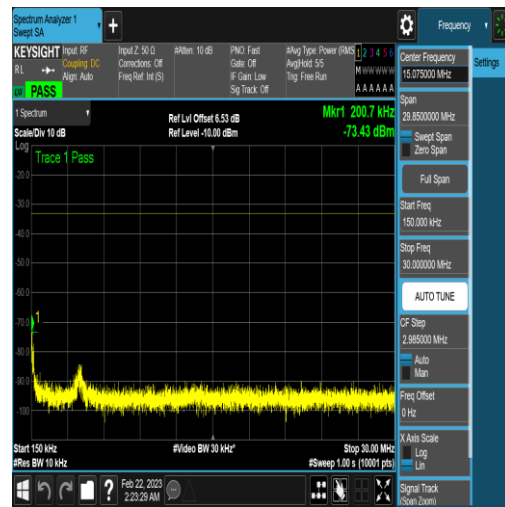 Spectrum Analyzer 1
Swept SA
Frequency
KEYSIGHT
RL
PASS
Input: RF
Coupling: DC
Align: Auto
Input Z: 50 Ω
Corrections: Off
Freq Ref: Int (S)
#Atten: 10 dB
PNO: Fast
Gate: Off
IF Gain: Low
Sig Track: Off
#Avg Type: Power (RMS
Avg|Hold: 5/5
Trig: Free Run
1 2 3 4 5 6
M W W W W W
A A A A A A
1 Spectrum
Scale/Div 10 dB
Ref Lvl Offset 6.53 dB
Ref Level -10.00 dBm
Mkr1 200.7 kHz
-73.43 dBm
Log
Trace 1 Pass
-20.0
-30.0
-40.0
-50.0
-60.0
-70.0
1
-80.0
-90.0
-100
Start 150 kHz
#Res BW 10 kHz
#Video BW 30 kHz*
Stop 30.00 MHz
#Sweep 1.00 s (10001 pts)
Feb 22, 2023
2:23:29 AM
Center Frequency
15.075000 MHz
Settings
Span
29.8500000 MHz
Swept Span
Zero Span
Full Span
Start Freq
150.000 kHz
Stop Freq
30.000000 MHz
AUTO TUNE
CF Step
2.985000 MHz
Auto
Man
Freq Offset
0 Hz
X Axis Scale
Log
Lin
Signal Track
(Span Zoom)